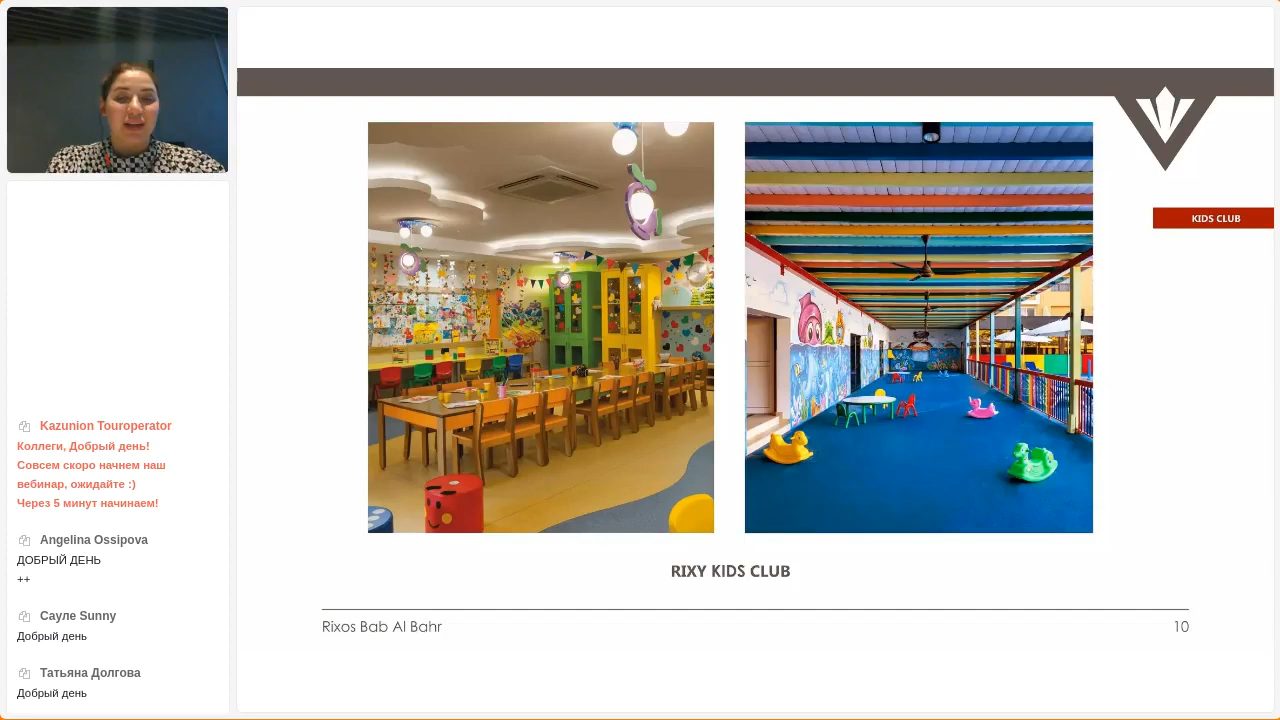 Kazunion Touroperator
Коллеги, Добрый день!
Совсем скоро начнем наш
вебинар, ожидайте :)
Через 5 минут начинаем!
Angelina Ossipova
ДОБРЫЙ ДЕНЬ
++
Сауле Sunny
Добрый день
Татьяна Долгова
Добрый день
KIDS CLUB
RIXY KIDS CLUB
Rixos Bab Al Bahr
10